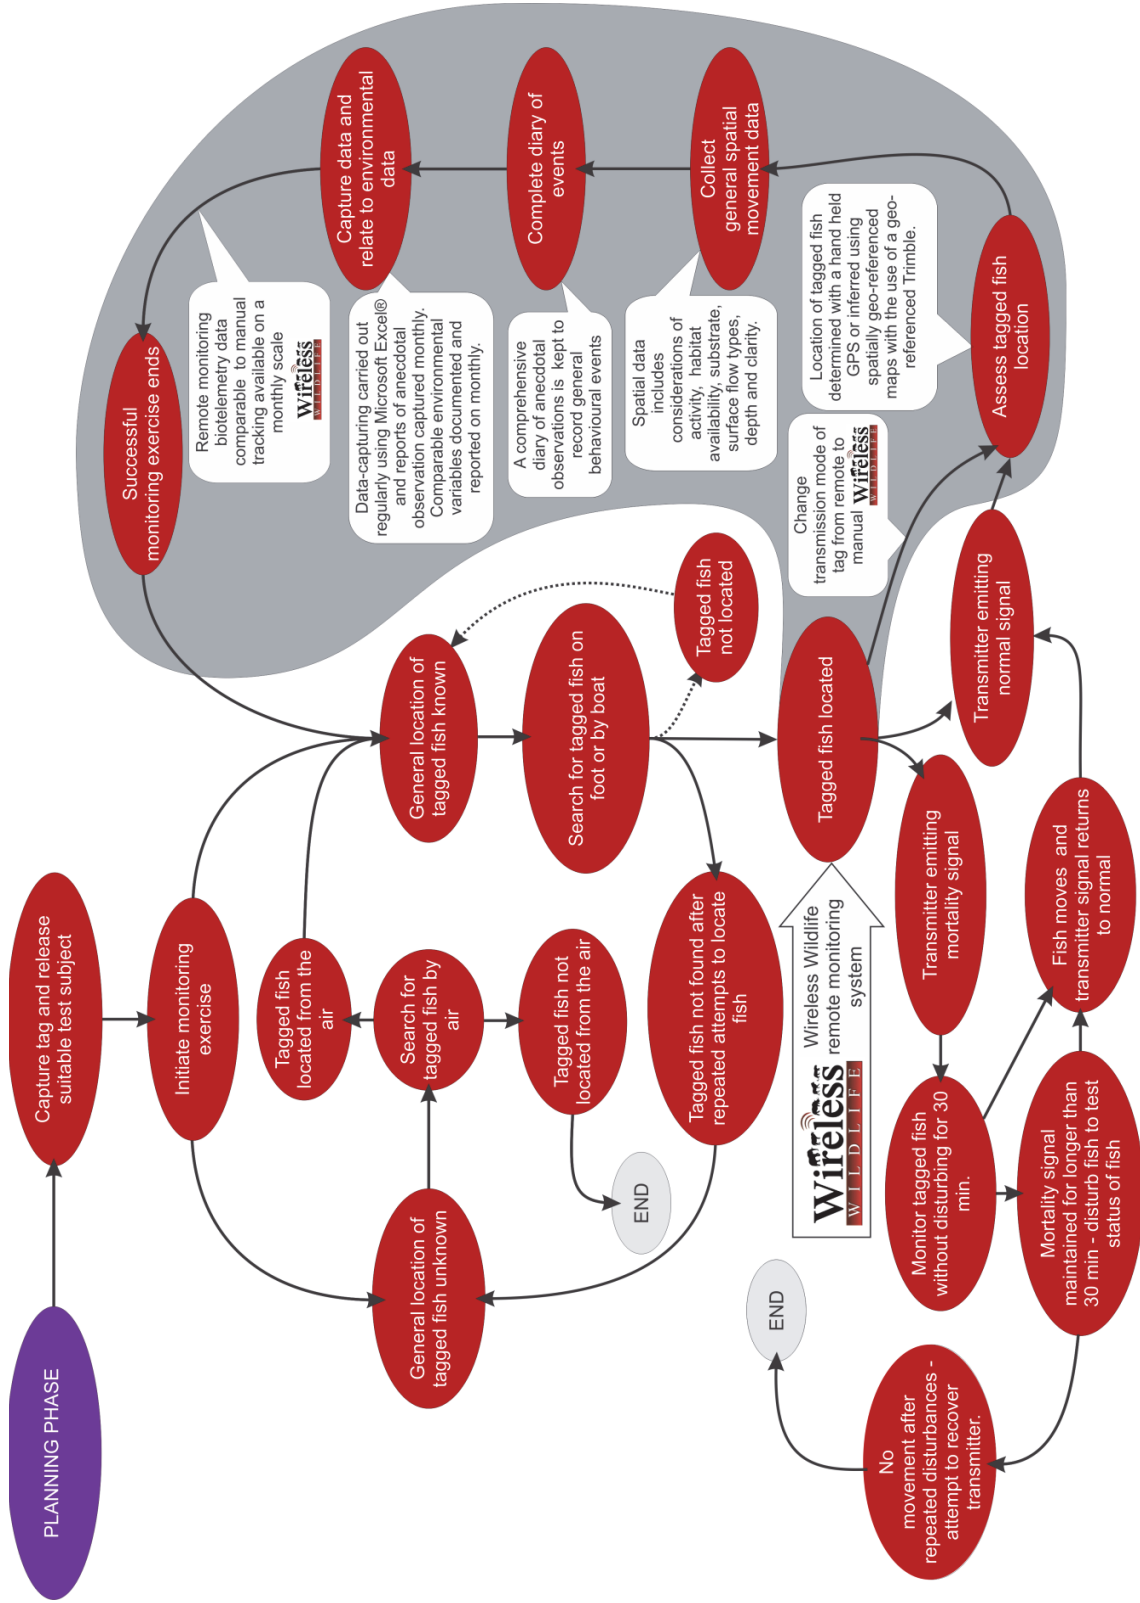 PLANNING PHASE
Capture tag and release
suitable test subject
Initiate monitoring
exercise
General location of
tagged fish unknown
Search for
tagged fish by
air
Tagged fish
located from the
air
Tagged fish not
located from the air
END
General location of
tagged fish known
Search for tagged fish on
foot or by boat
Tagged fish
not located
Tagged fish not found after
repeated attempts to locate
fish
Wireless
WILDLIFE
Wireless Wildlife
remote monitoring
system
Tagged fish located
Transmitter emitting
mortality signal
Transmitter emitting
normal signal
Monitor tagged fish
without disturbing for 30
min.
Fish moves and
transmitter signal returns
to normal
Mortality signal
maintained for longer than
30 min - disturb fish to test
status of fish
No
movement after
repeated disturbances -
attempt to recover
transmitter.
END
Change
transmission mode of
tag from remote to
manual
Wireless
WILDLIFE
Assess tagged fish
location
Location of tagged fish
determined with a hand held
GPS or inferred using
spatially geo-referenced
maps with the use of a geo-
referenced Trimble.
Collect
general spatial
movement data
Spatial data
includes
considerations of
activity, habitat
availability, substrate,
surface flow types,
depth and clarity.
Complete diary of
events
A comprehensive
diary of anecdotal
observations is kept to
record general
behavioural events
Capture data and
relate to environmental
data
Data-capturing carried out
regularly using Microsoft Excel®
and reports of anecdotal
observation captured monthly.
Comparable environmental
variables documented and
reported on monthly.
Remote monitoring
biotelemetry data
comparable to manual
tracking available on a
monthly scale
Wireless
WILDLIFE
Successful
monitoring exercise ends